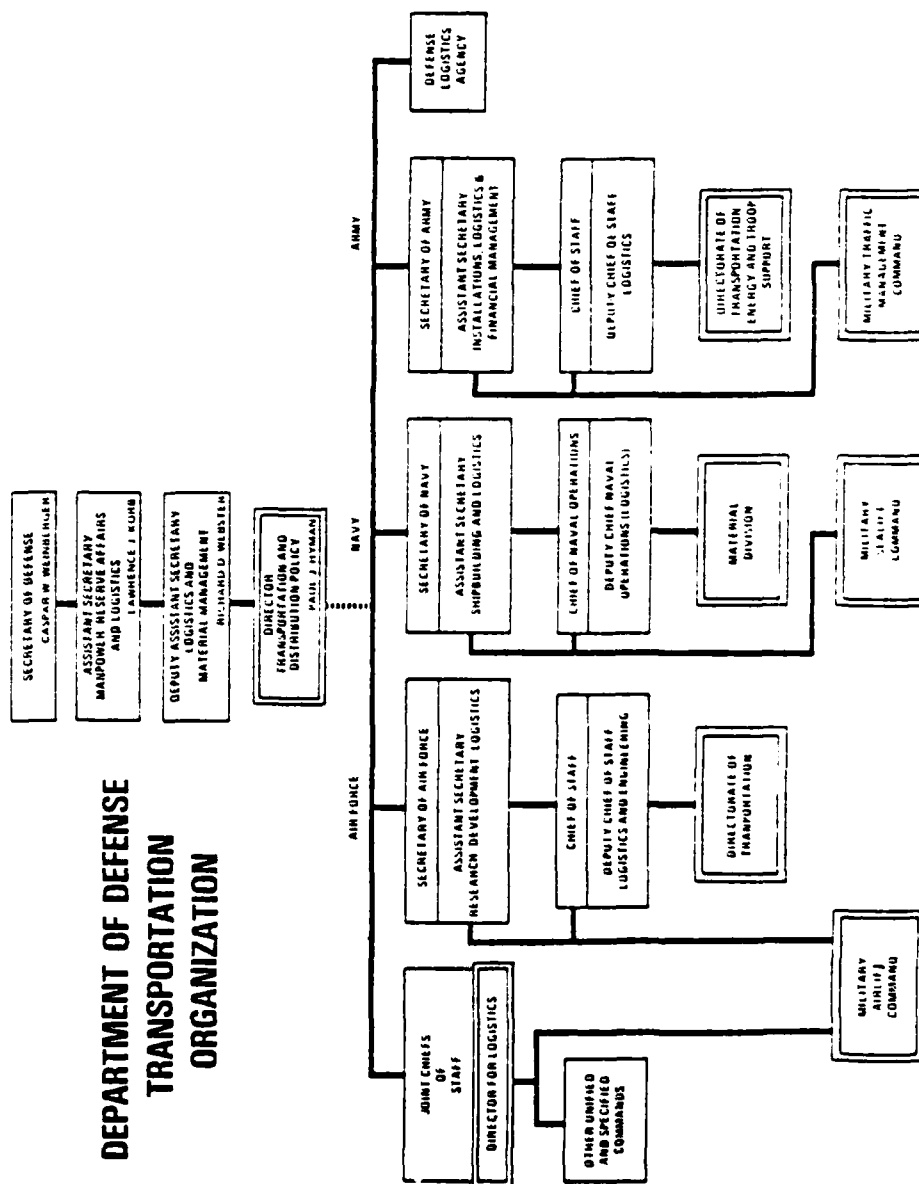 DEPARTMENT OF DEFENSE
TRANSPORTATION
ORGANIZATION
SECRETARY OF DEFENSE
CASPAR W. WEINBERGER
ASSISTANT SECRETARY
MANPOWER RESERVE AFFAIRS
AND LOGISTICS
LAWRENCE J. KORB
DEPUTY ASSISTANT SECRETARY
LOGISTICS AND
MATERIAL MANAGEMENT
RICHARD D. WEBSTER
DIRECTOR
TRANSPORTATION AND
DISTRIBUTION POLICY
PAUL J. HYMAN
AIR FORCE
NAVY
ARMY
JOINT CHIEFS
OF
STAFF
DIRECTOR FOR LOGISTICS
OTHER UNIFIED
AND SPECIFIED
COMMANDS
SECRETARY OF AIR FORCE
ASSISTANT SECRETARY
RESEARCH DEVELOPMENT LOGISTICS
CHIEF OF STAFF
DEPUTY CHIEF OF STAFF
LOGISTICS AND ENGINEERING
DIRECTORATE OF
TRANPORTATION
MILITARY
AIRLIFT
COMMAND
SECRETARY OF NAVY
ASSISTANT SECRETARY
SHIPBUILDING AND LOGISTICS
CHIEF OF NAVAL OPERATIONS
DEPUTY CHIEF NAVAL
OPERATIONS (LOGISTICS)
MATERIAL
DIVISION
MILITARY
SEALIFT
COMMAND
SECRETARY OF ARMY
ASSISTANT SECRETARY
INSTALLATIONS, LOGISTICS &
FINANCIAL MANAGEMENT
CHIEF OF STAFF
DEPUTY CHIEF OF STAFF
LOGISTICS
DIRECTORATE OF
TRANSPORTATION
ENERGY AND TROOP
SUPPORT
MILITARY TRAFFIC
MANAGEMENT
COMMAND
DEFENSE
LOGISTICS
AGENCY